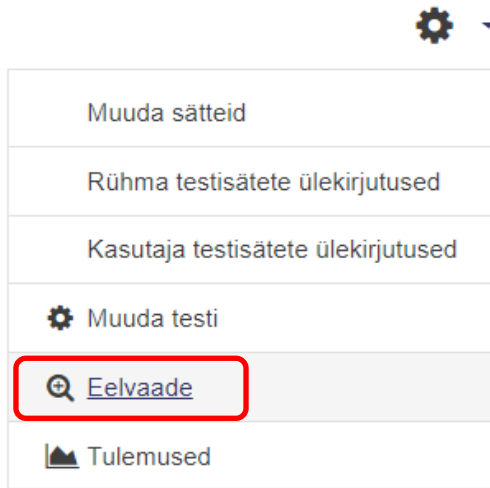 Muuda sätteid
Rühma testisätete ülekirjutused
Kasutaja testisätete ülekirjutused
Muuda testi
Eelvaade
Tulemused